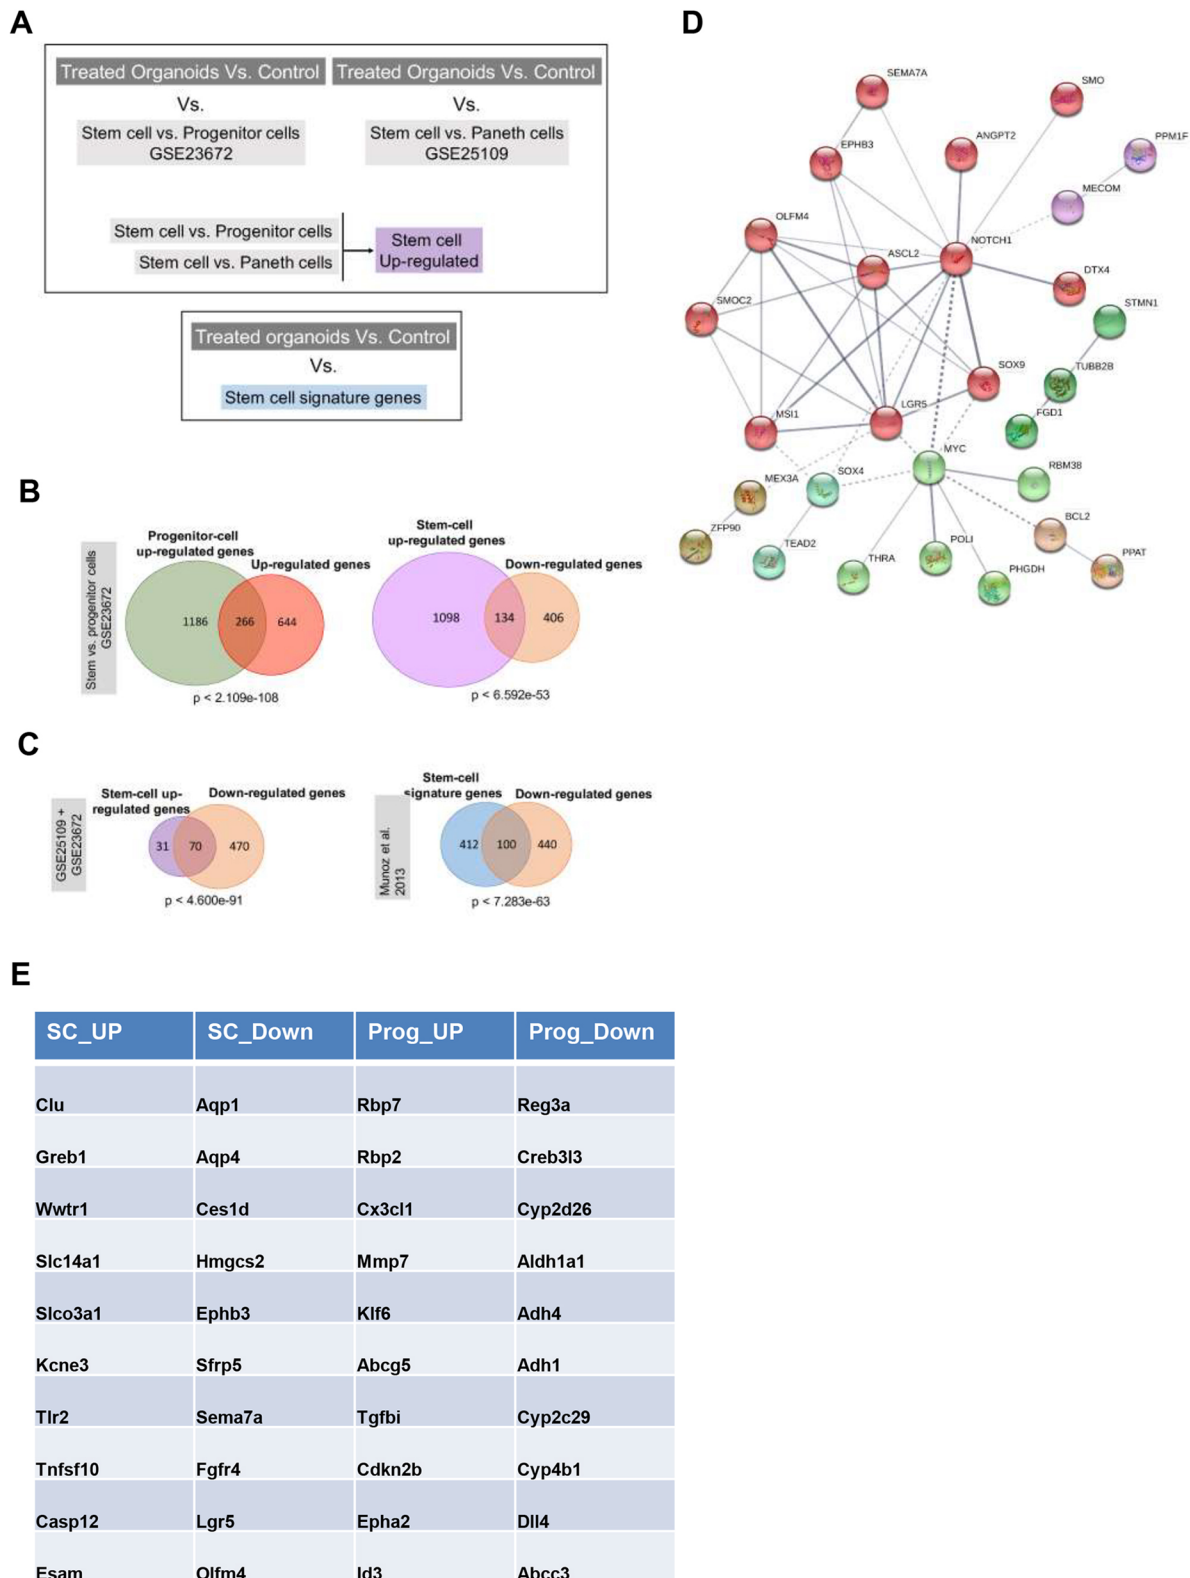 A
Treated Organoids Vs. Control
Vs.
Stem cell vs. Progenitor cells
GSE23672
Treated Organoids Vs. Control
Vs.
Stem cell vs. Paneth cells
GSE25109
Stem cell vs. Progenitor cells
Stem cell vs. Paneth cells
Stem cell
Up-regulated
Treated organoids Vs. Control
Vs.
Stem cell signature genes
B
Stem vs. progenitor cells
GSE23672
Progenitor-cell
up-regulated genes
Up-regulated genes
1186
266
644
p < 2.109e-108
Stem-cell
up-regulated genes
Down-regulated genes
1098
134
406
p < 6.592e-53
C
GSE25109 +
GSE23672
Stem-cell up-
regulated genes
Down-regulated genes
31
70
470
p < 4.600e-91
Munoz et al.
2013
Stem-cell
signature genes
Down-regulated genes
412
100
440
p < 7.283e-63
D
SEMA7A
SMO
ANGPT2
PPM1F
EPHB3
MECOM
OLFM4
NOTCH1
ASCL2
DTX4
SMOC2
STMN1
SOX9
TUBB2B
MSI1
LGR5
FGD1
MYC
MEX3A
SOX4
RBM38
BCL2
ZFP90
TEAD2
THRA
POLI
PHGDH
PPAT
E
SC_UP SC_Down Prog_UP Prog_Down
Clu Aqp1 Rbp7 Reg3a
Greb1 Aqp4 Rbp2 Creb3l3
Wwtr1 Ces1d Cx3cl1 Cyp2d26
Slc14a1 Hmgcs2 Mmp7 Aldh1a1
Slco3a1 Ephb3 Klf6 Adh4
Kcne3 Sfrp5 Abcg5 Adh1
Tlr2 Sema7a Tgfbi Cyp2c29
Tnfsf10 Fgfr4 Cdkn2b Cyp4b1
Casp12 Lgr5 Epha2 Dll4
Esam Olfm4 Id3 Abcc3